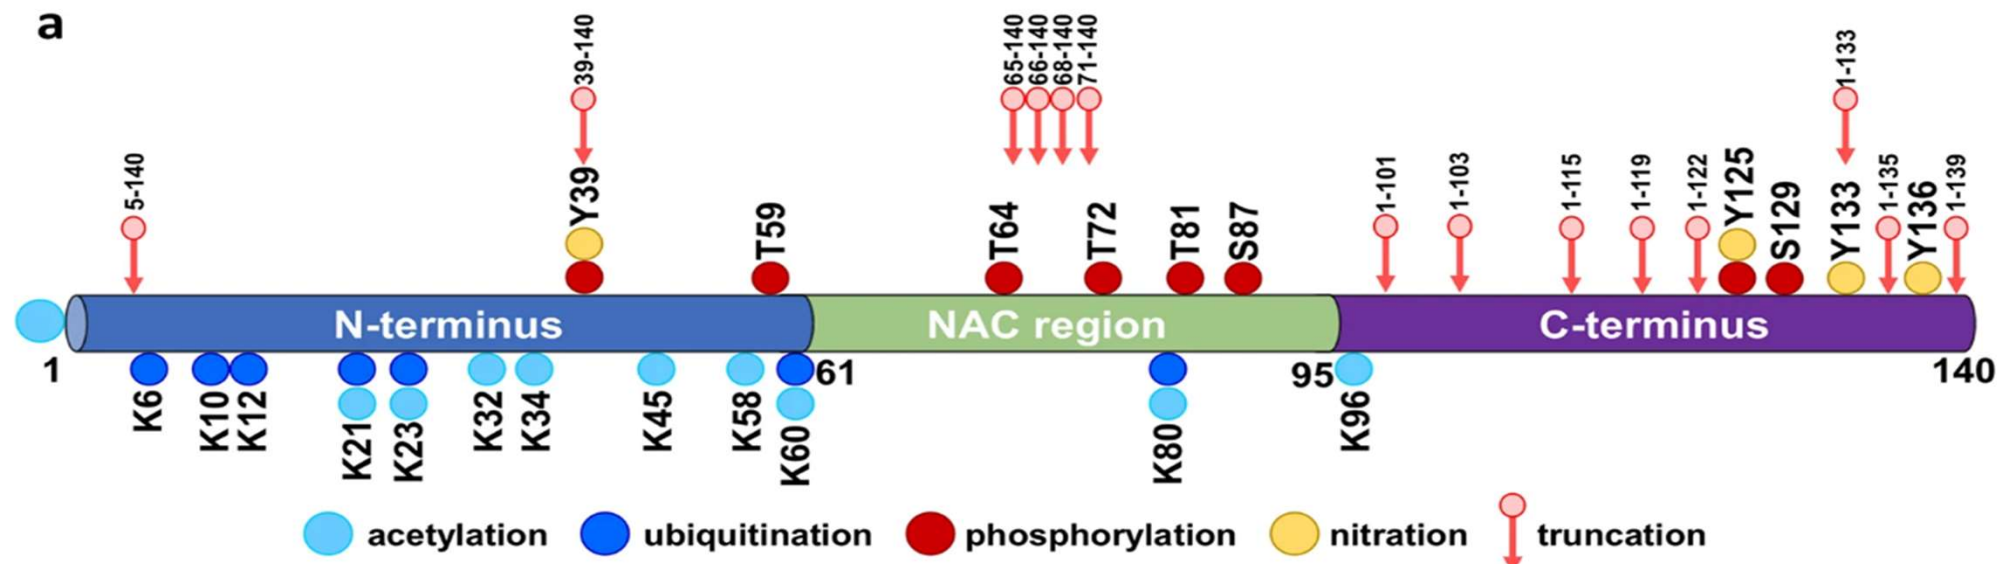 a
5-140
39-140
65-140
66-140
68-140
71-140
1-101
1-103
1-115
1-119
1-122
1-133
1-135
1-139
Y39
T59
T64
T72
T81
S87
Y125
S129
Y133
Y136
N-terminus
NAC region
C-terminus
1
61
95
140
K6
K10
K12
K21
K23
K32
K34
K45
K58
K60
K80
K96
acetylation
ubiquitination
phosphorylation
nitration
truncation